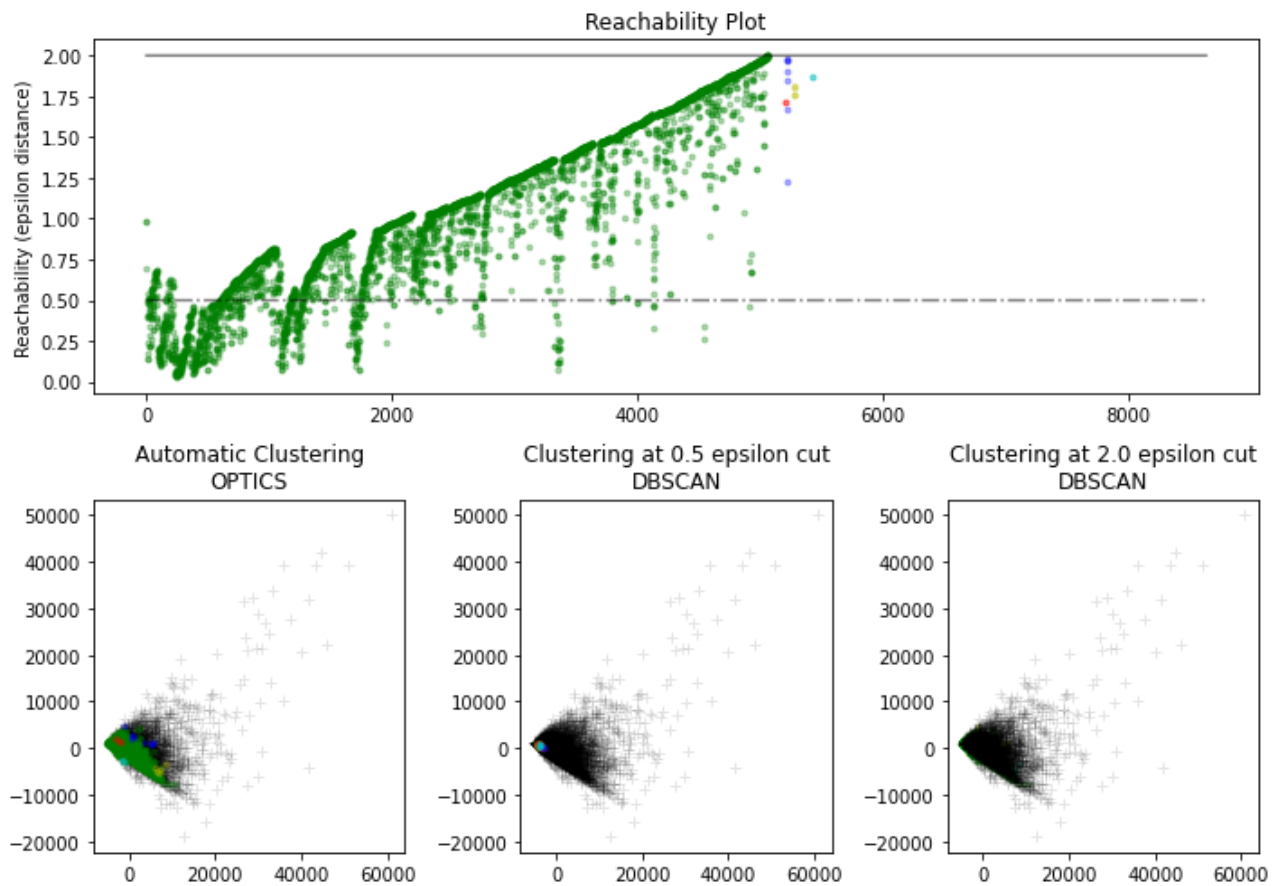 Reachability Plot
Reachability (epsilon distance)
2.00
1.75
1.50
1.25
1.00
0.75
0.50
0.25
0.00
0 2000 4000 6000 8000
Automatic Clustering
OPTICS
Clustering at 0.5 epsilon cut
DBSCAN
Clustering at 2.0 epsilon cut
DBSCAN
50000
40000
30000
20000
10000
0
−10000
−20000
0 20000 40000 60000
50000
40000
30000
20000
10000
0
−10000
−20000
0 20000 40000 60000
50000
40000
30000
20000
10000
0
−10000
−20000
0 20000 40000 60000